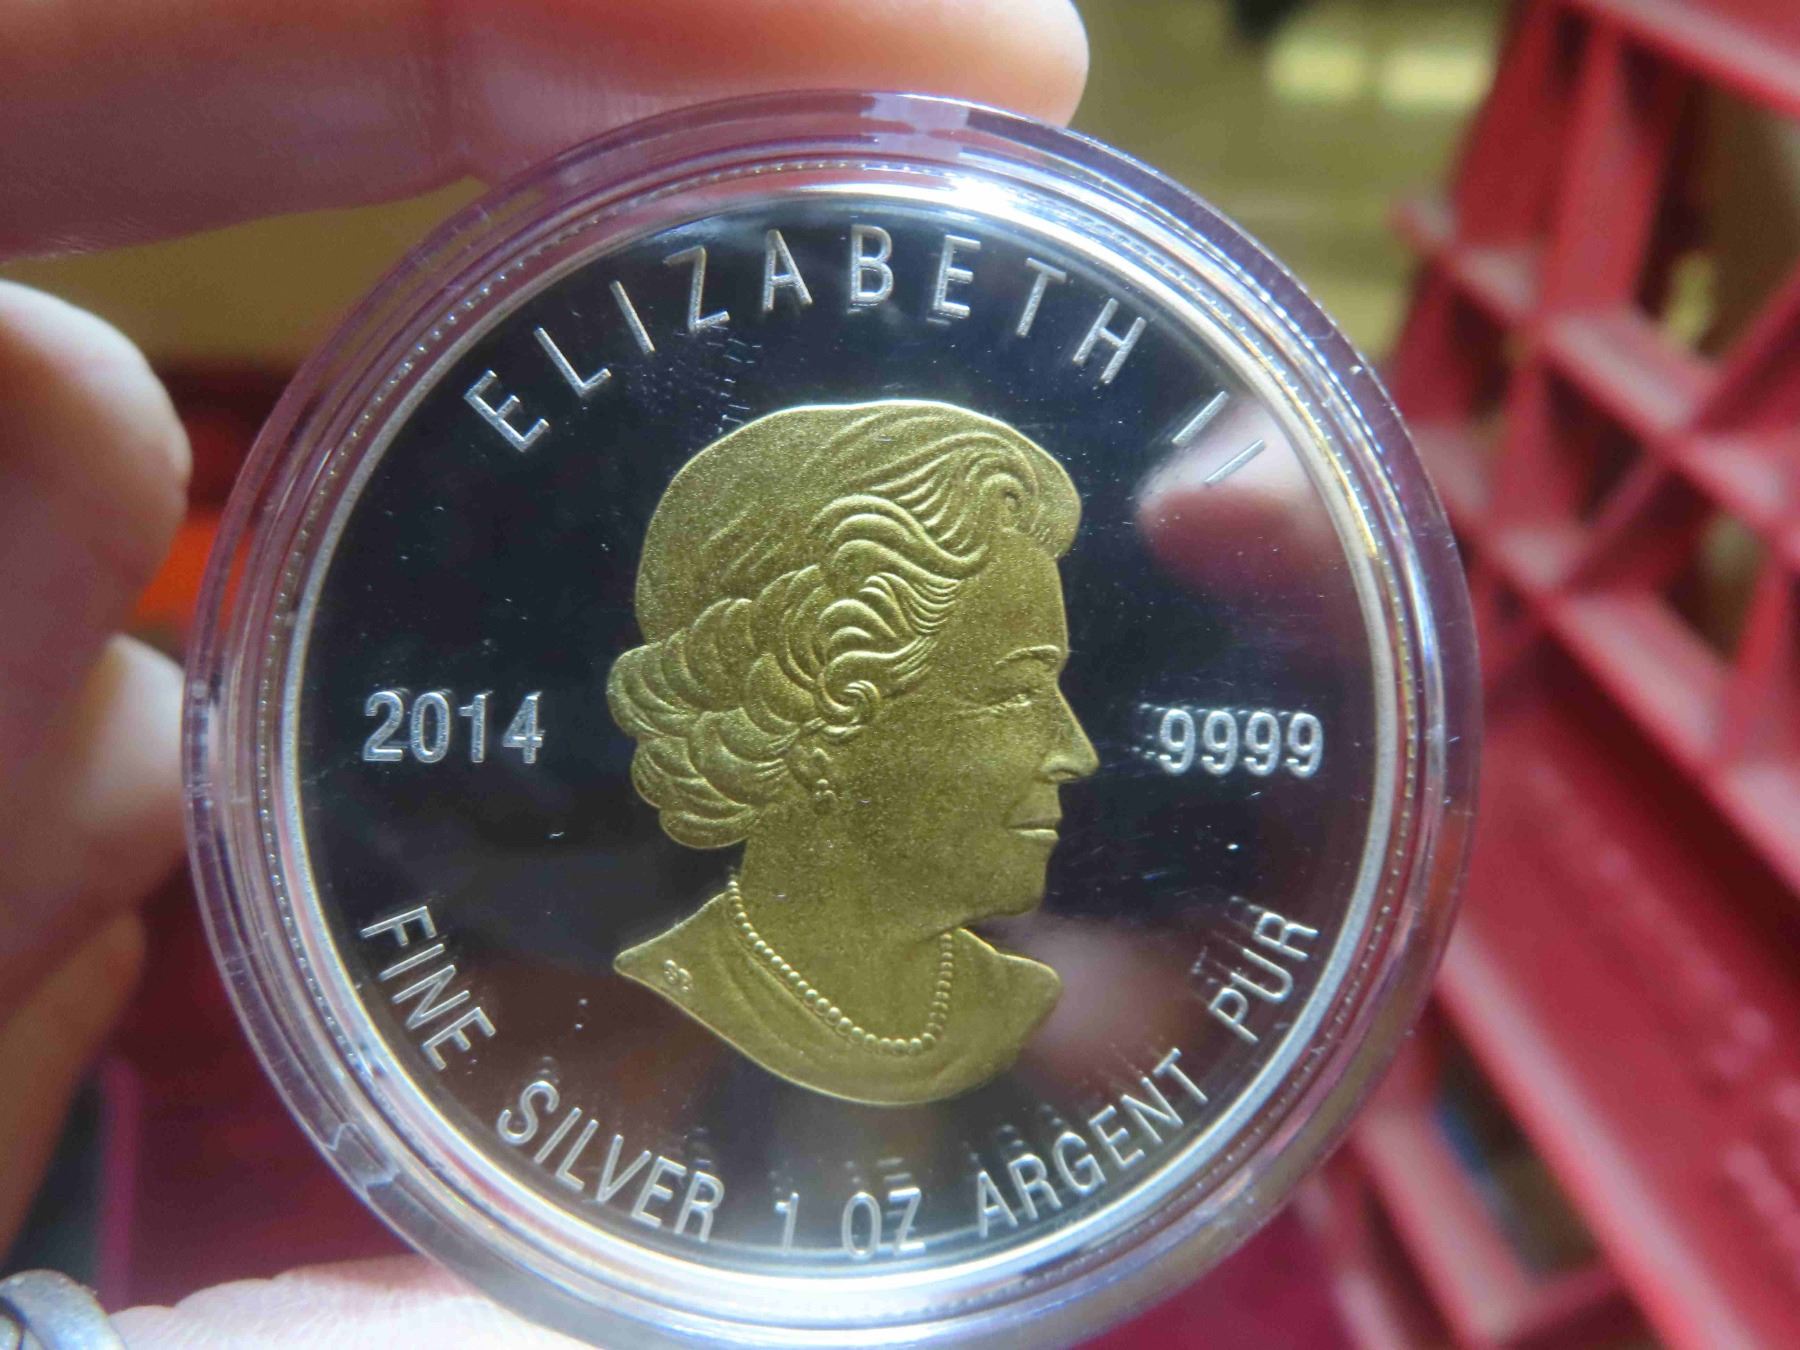 ELIZABETH II
2014
9999
FINE SILVER 1 OZ ARGENT PUR